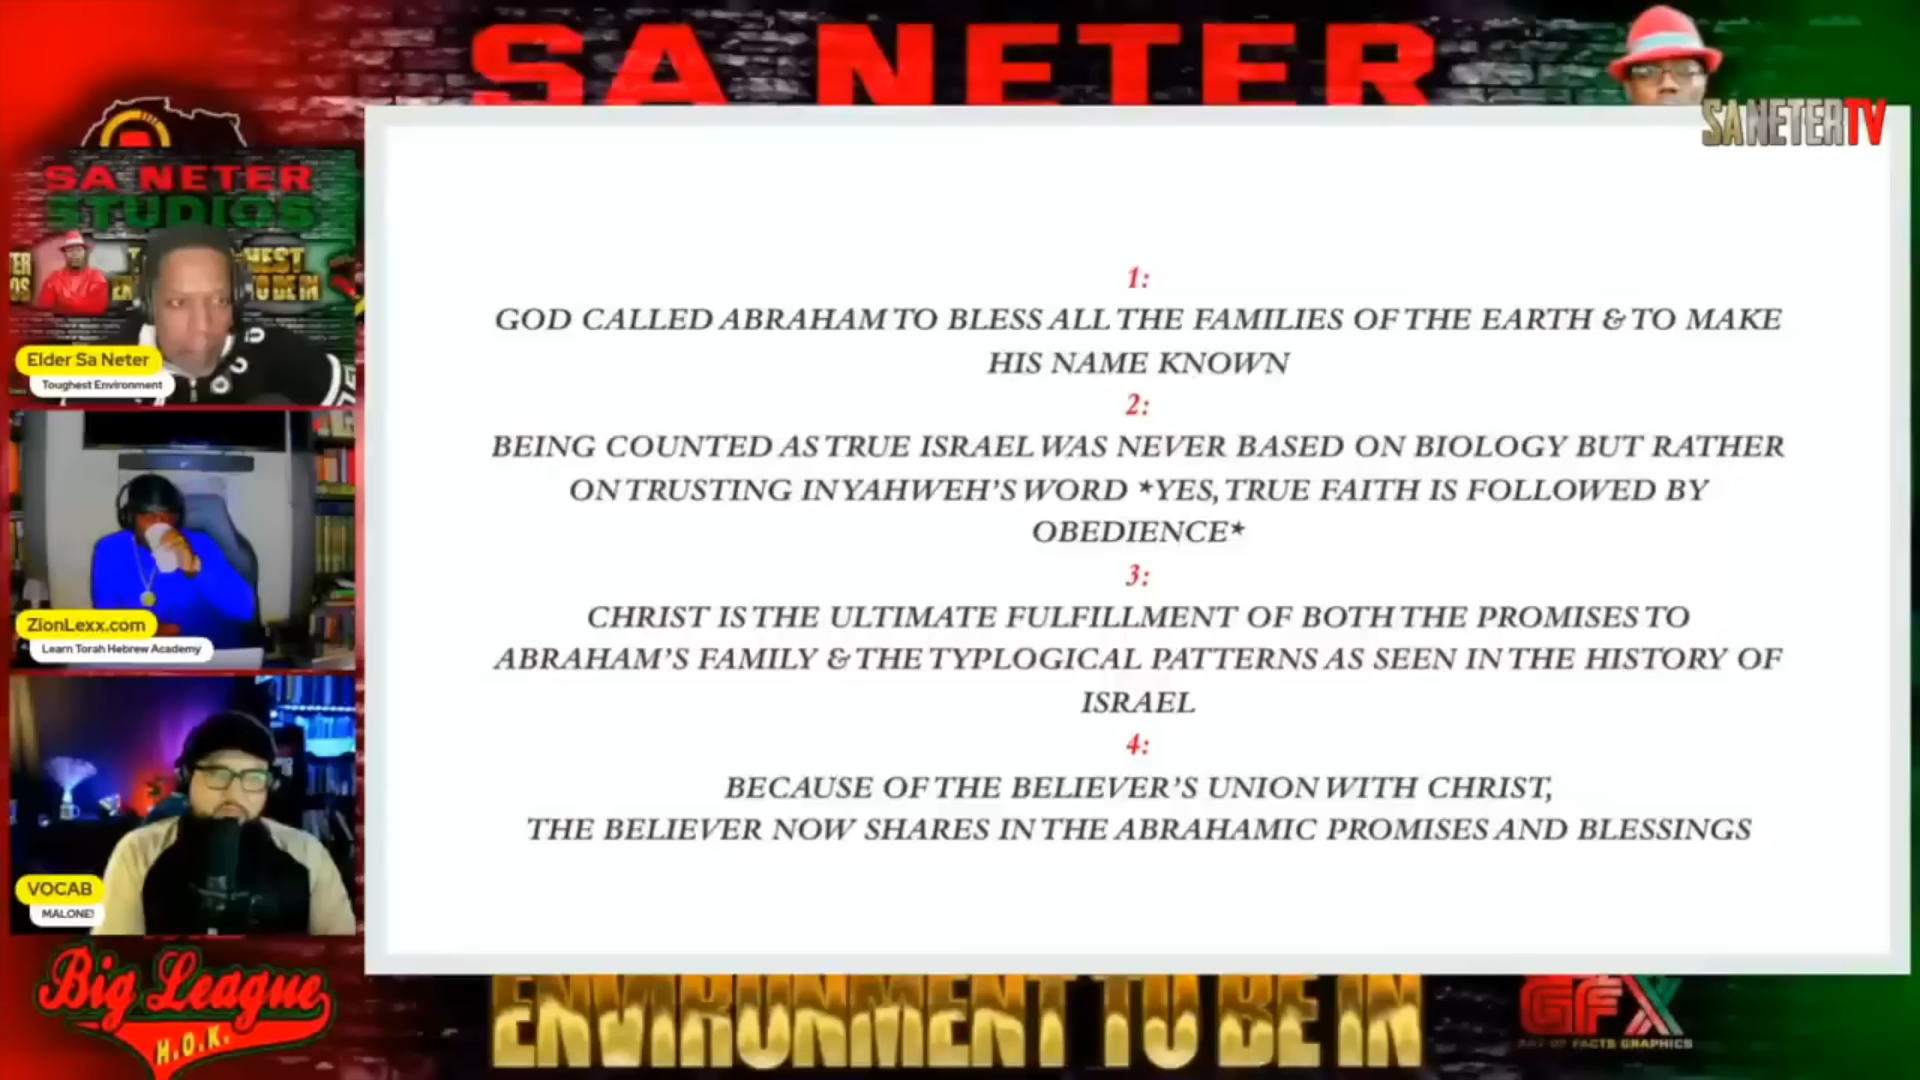 SA NETER
SANETERTV
SA NETER
STUDIOS
Elder Sa Neter
Toughest Environment
ZionLexx.com
Learn Torah Hebrew Academy
VOCAB
MALONE!
Big League
H.O.K.
1:
GOD CALLED ABRAHAM TO BLESS ALL THE FAMILIES OF THE EARTH & TO MAKE
HIS NAME KNOWN
2:
BEING COUNTED AS TRUE ISRAEL WAS NEVER BASED ON BIOLOGY BUT RATHER
ON TRUSTING IN YAHWEH’S WORD *YES, TRUE FAITH IS FOLLOWED BY
OBEDIENCE*
3:
CHRIST IS THE ULTIMATE FULFILLMENT OF BOTH THE PROMISES TO
ABRAHAM’S FAMILY & THE TYPLOGICAL PATTERNS AS SEEN IN THE HISTORY OF
ISRAEL
4:
BECAUSE OF THE BELIEVER’S UNION WITH CHRIST,
THE BELIEVER NOW SHARES IN THE ABRAHAMIC PROMISES AND BLESSINGS
ENVIRONMENT TO BE IN
GFX
ART OF FACTS GRAPHICS